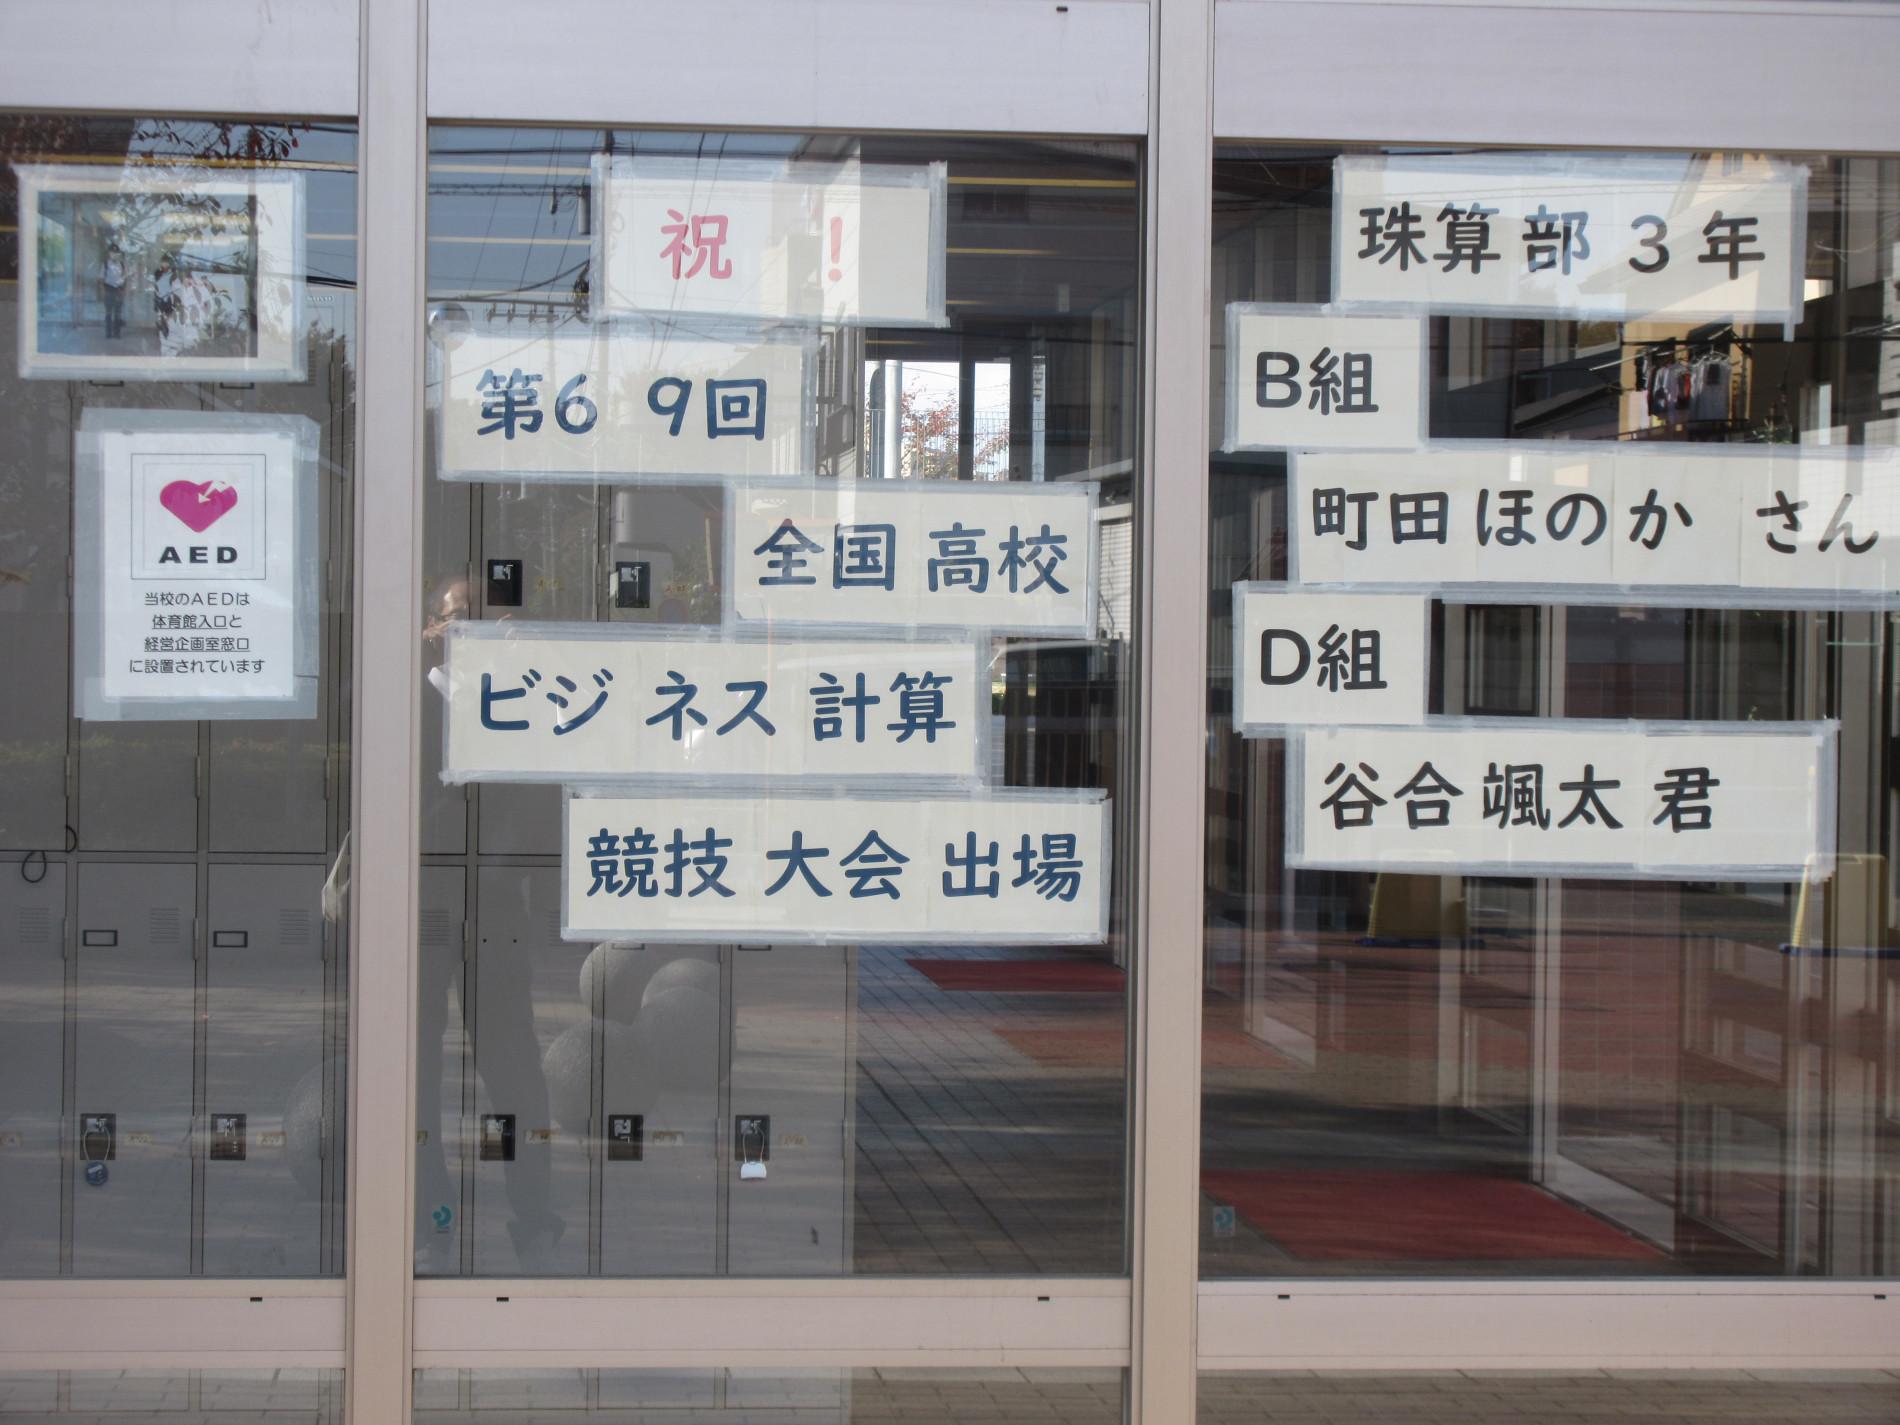 AED
当校のAEDは
体育館入口と
経営企画室窓口
に設置されています
祝！
第69回
全国高校
ビジネス計算
競技大会出場
珠算部3年
B組
町田ほのか さん
D組
谷合颯太君